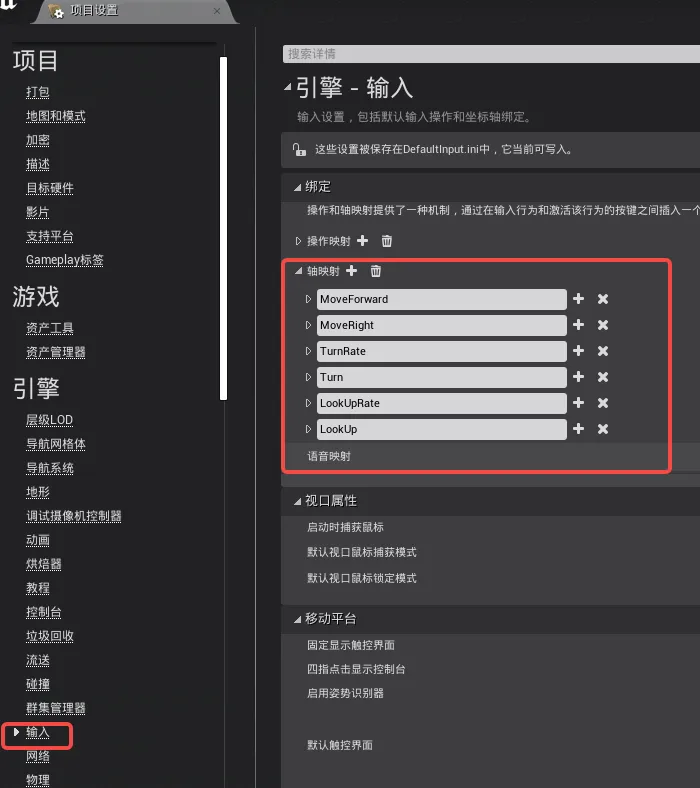 项目设置
项目
打包
地图和模式
加密
描述
目标硬件
影片
支持平台
Gameplay标签
游戏
资产工具
资产管理器
引擎
层级LOD
导航网格体
导航系统
地形
调试摄像机控制器
动画
烘焙器
教程
控制台
垃圾回收
流送
碰撞
群集管理器
输入
网络
物理
搜索详情
引擎 - 输入
输入设置，包括默认输入操作和坐标轴绑定。
这些设置被保存在DefaultInput.ini中，它当前可写入。
绑定
操作和轴映射提供了一种机制，通过在输入行为和激活该行为的按键之间插入一个
操作映射
轴映射
MoveForward
MoveRight
TurnRate
Turn
LookUpRate
LookUp
语音映射
视口属性
启动时捕获鼠标
默认视口鼠标捕获模式
默认视口鼠标锁定模式
移动平台
固定显示触控界面
四指点击显示控制台
启用姿势识别器
默认触控界面